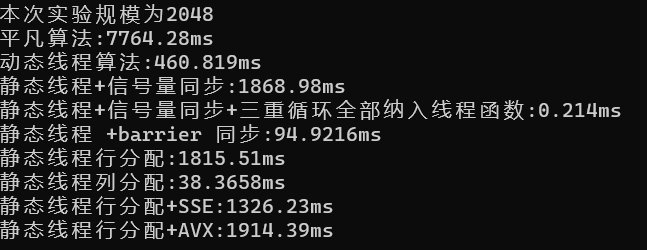 本次实验规模为2048
平凡算法:7764.28ms
动态线程算法:460.819ms
静态线程+信号量同步:1868.98ms
静态线程+信号量同步+三重循环全部纳入线程函数:0.214ms
静态线程 +barrier 同步:94.9216ms
静态线程行分配:1815.51ms
静态线程列分配:38.3658ms
静态线程行分配+SSE:1326.23ms
静态线程行分配+AVX:1914.39ms